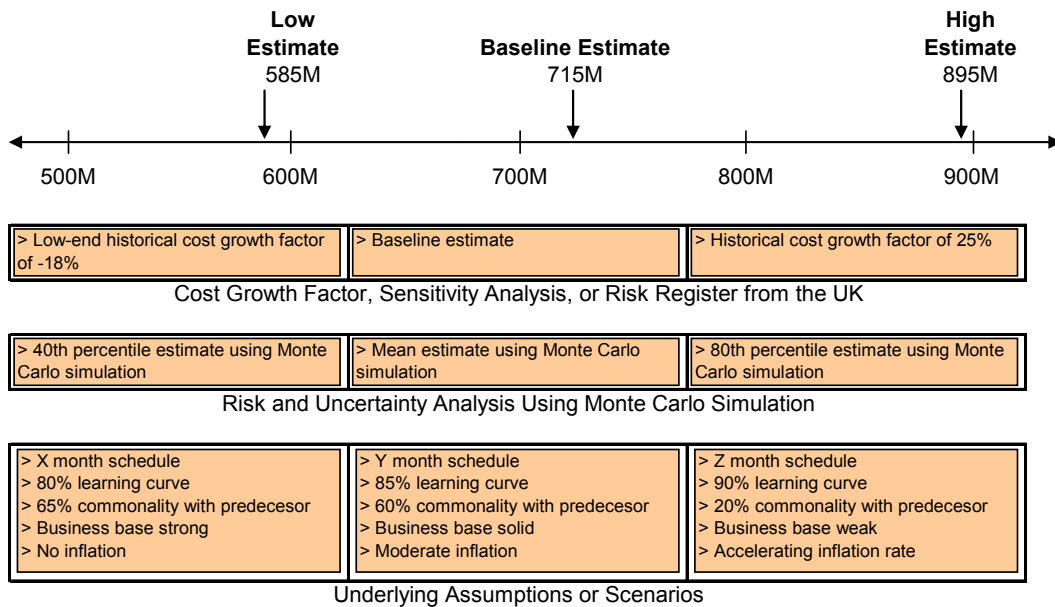 Low
Estimate
585M
Baseline Estimate
715M
High
Estimate
895M
500M
600M
700M
800M
900M
> Low-end historical cost growth factor
of -18%
> Baseline estimate
> Historical cost growth factor of 25%
Cost Growth Factor, Sensitivity Analysis, or Risk Register from the UK
> 40th percentile estimate using Monte
Carlo simulation
> Mean estimate using Monte Carlo
simulation
> 80th percentile estimate using Monte
Carlo simulation
Risk and Uncertainty Analysis Using Monte Carlo Simulation
> X month schedule
> 80% learning curve
> 65% commonality with predecesor
> Business base strong
> No inflation
> Y month schedule
> 85% learning curve
> 60% commonality with predecesor
> Business base solid
> Moderate inflation
> Z month schedule
> 90% learning curve
> 20% commonality with predecesor
> Business base weak
> Accelerating inflation rate
Underlying Assumptions or Scenarios